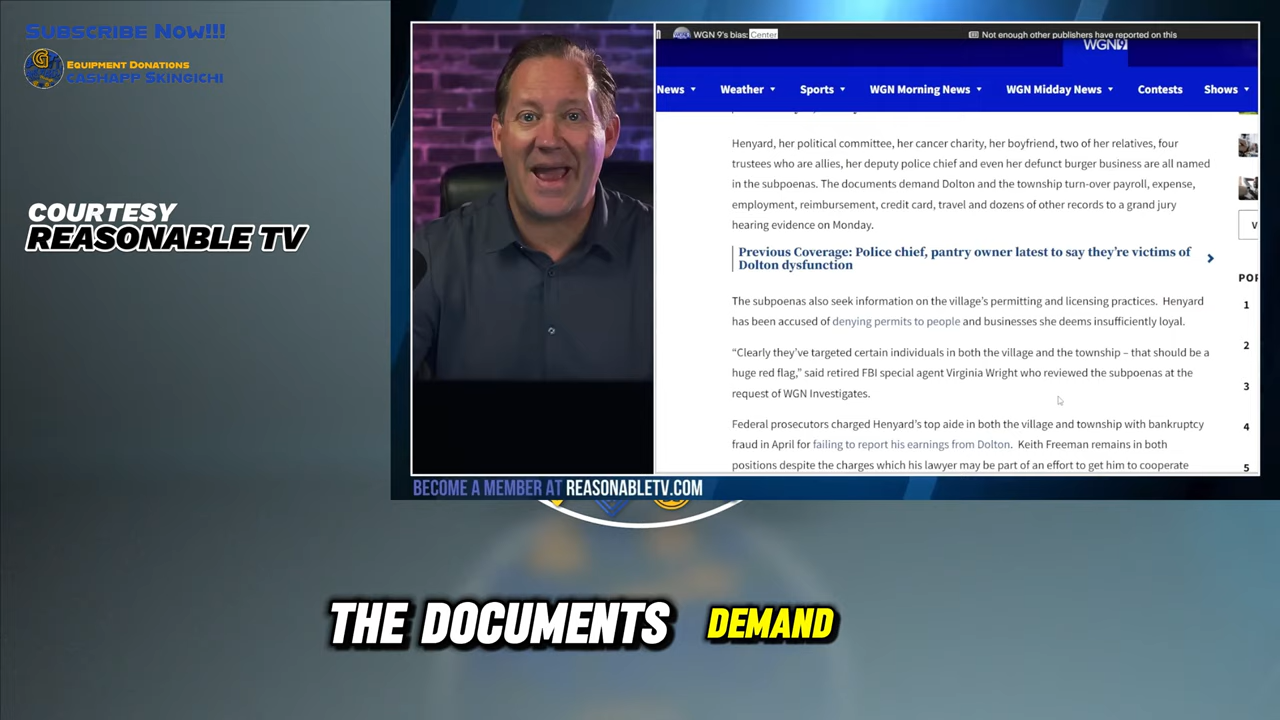 Subscribe Now!!!
Equipment Donations
CASHAPP SKINGICHI
COURTESY
REASONABLE TV
WGN 9's bias: Center
Not enough other publishers have reported on this
WGN9
News
Weather
Sports
WGN Morning News
WGN Midday News
Contests
Shows
Henyard, her political committee, her cancer charity, her boyfriend, two of her relatives, four
trustees who are allies, her deputy police chief and even her defunct burger business are all named
in the subpoenas. The documents demand Dolton and the township turn-over payroll, expense,
employment, reimbursement, credit card, travel and dozens of other records to a grand jury
hearing evidence on Monday.
Previous Coverage: Police chief, pantry owner latest to say they’re victims of
Dolton dysfunction
The subpoenas also seek information on the village’s permitting and licensing practices. Henyard
has been accused of denying permits to people and businesses she deems insufficiently loyal.
“Clearly they’ve targeted certain individuals in both the village and the township – that should be a
huge red flag,” said retired FBI special agent Virginia Wright who reviewed the subpoenas at the
request of WGN Investigates.
Federal prosecutors charged Henyard’s top aide in both the village and township with bankruptcy
fraud in April for failing to report his earnings from Dolton. Keith Freeman remains in both
positions despite the charges which his lawyer may be part of an effort to get him to cooperate
V
POP
1
2
3
4
5
BECOME A MEMBER AT REASONABLETV.COM
THE DOCUMENTS DEMAND